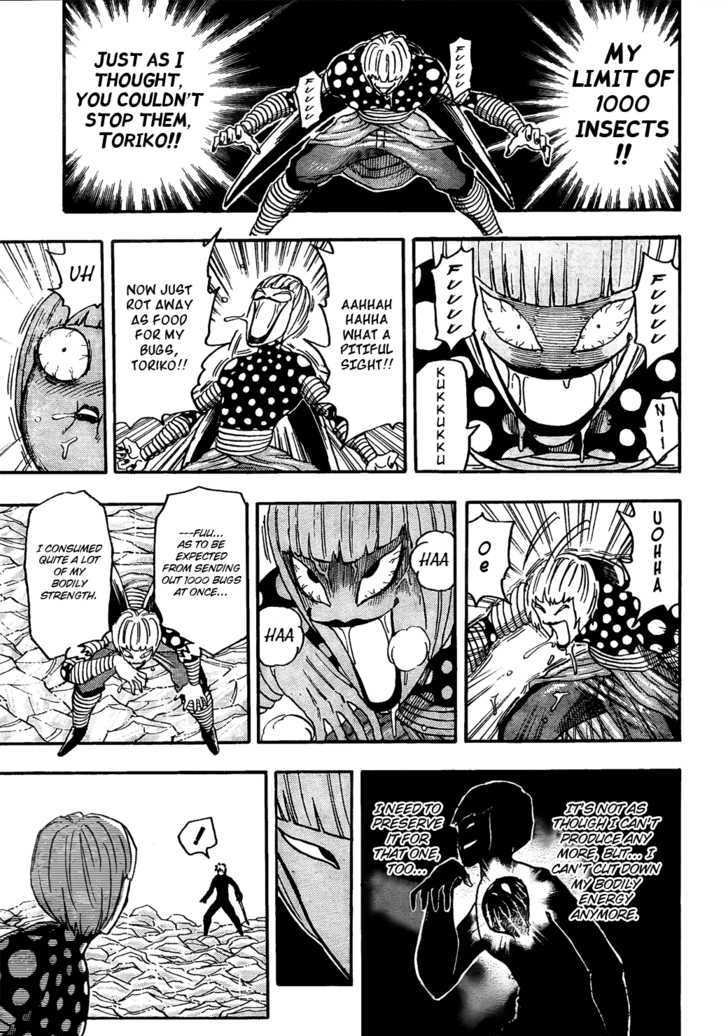 MY
LIMIT OF
1000
INSECTS
!!
FUUUU
FUUUU
JUST AS I
THOUGHT,
YOU COULDN'T
STOP THEM,
TORIKO!!
FUUUU
FUUUU
NII
KUKKUKKU
AAHHAH
HAHHA
WHAT A
PITIFUL
SIGHT!!
NOW JUST
ROT AWAY
AS FOOD
FOR MY
BUGS,
TORIKO!!
UH
UOHHA
Oe
HAA
HAA
---FUU...
AS TO BE
EXPECTED
FROM SENDING
OUT 1000 BUGS
AT ONCE...
I CONSUMED
QUITE A LOT
OF MY
BODILY
STRENGTH.
IT'S NOT AS
THOUGH I CAN'T
PRODUCE ANY
MORE, BUT... I
CAN'T CUT DOWN
MY BODILY
ENERGY
ANYMORE.
I NEED TO
PRESERVE
IT FOR
THAT ONE,
TOO...
!